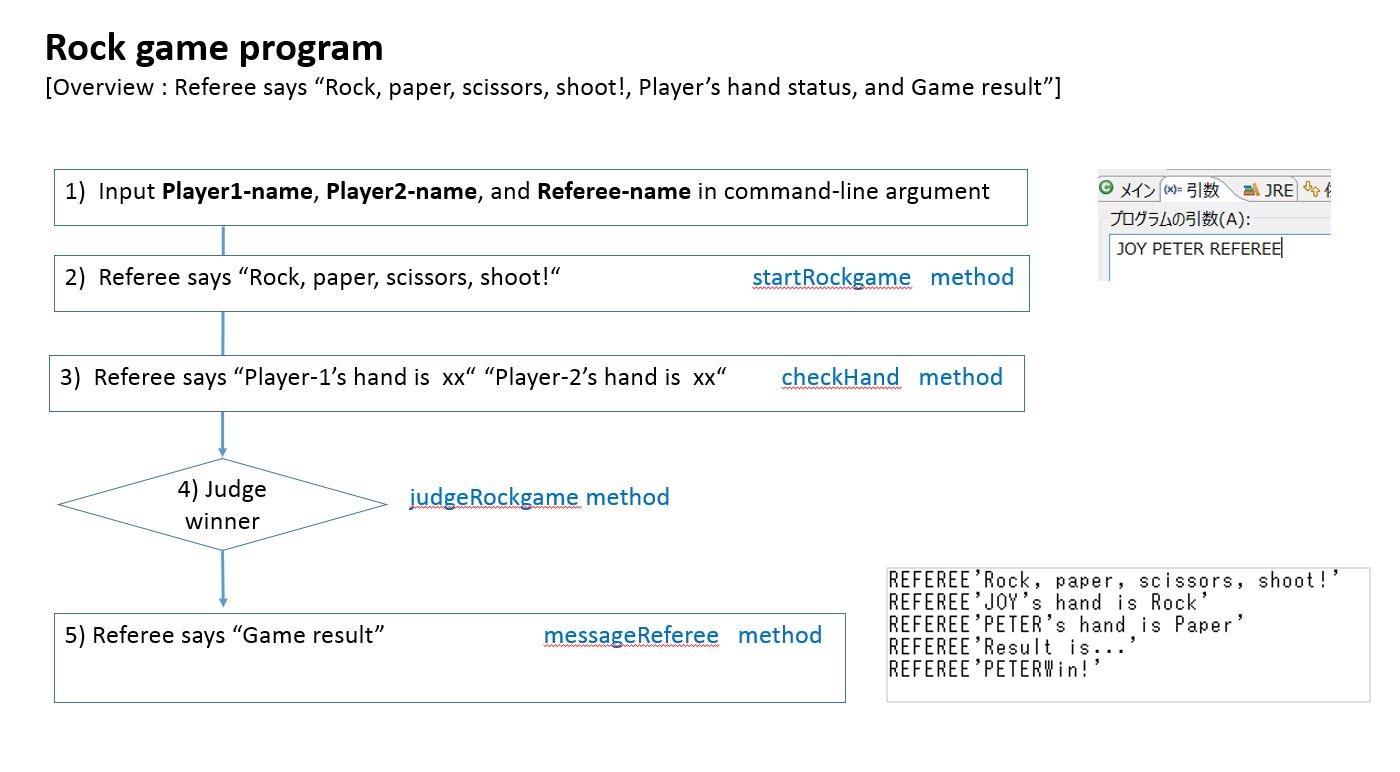 Rock game program
[Overview : Referee says “Rock, paper, scissors, shoot!, Player’s hand status, and Game result”]
1) Input Player1-name, Player2-name, and Referee-name in command-line argument
メイン (x)= 引数 JRE
プログラムの引数(A):
JOY PETER REFEREE
2) Referee says “Rock, paper, scissors, shoot!“ startRockgame method
3) Referee says “Player-1’s hand is xx“ “Player-2’s hand is xx“ checkHand method
4) Judge
winner
judgeRockgame method
5) Referee says “Game result” messageReferee method
REFEREE’Rock, paper, scissors, shoot!’
REFEREE’JOY’s hand is Rock’
REFEREE’PETER’s hand is Paper’
REFEREE’Result is...’
REFEREE’PETERWin!’